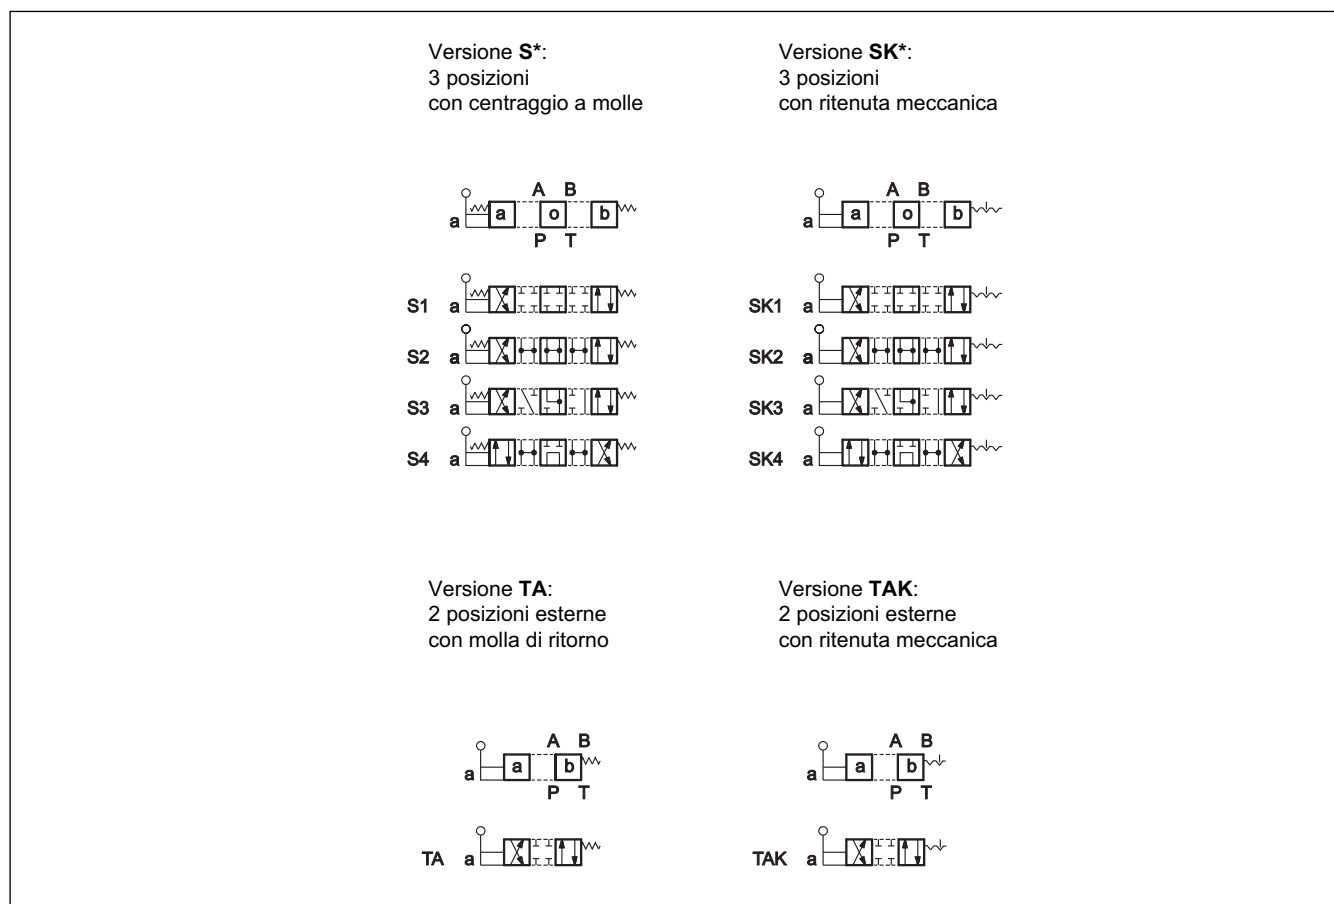 Versione S*:
3 posizioni
con centraggio a molle
Versione SK*:
3 posizioni
con ritenuta meccanica
A B
a a o b
P T
A B
a a o b
P T
S1 a
S2 a
S3 a
S4 a
SK1 a
SK2 a
SK3 a
SK4 a
Versione TA:
2 posizioni esterne
con molla di ritorno
Versione TAK:
2 posizioni esterne
con ritenuta meccanica
A B
a a b
P T
A B
a a b
P T
TA a
TAK a